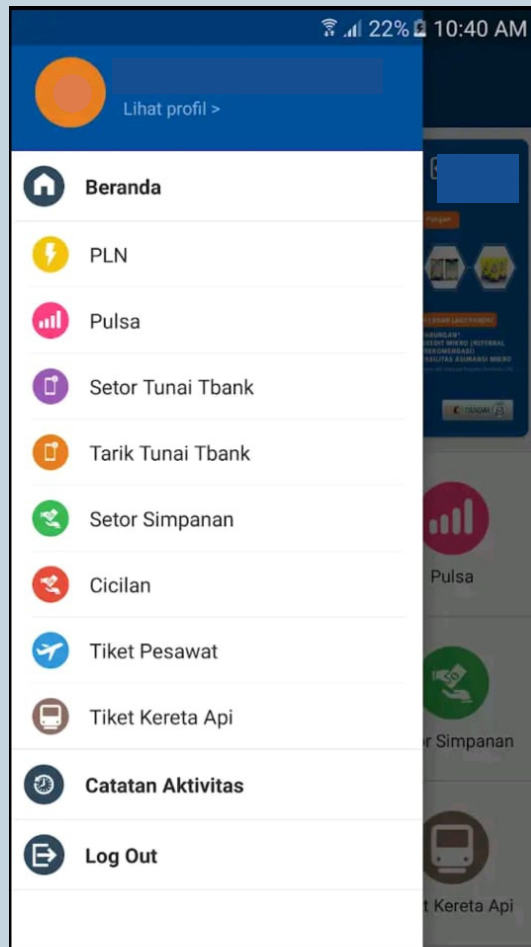 22% 10:40 AM
Lihat profil >
Beranda
PLN
Pulsa
Setor Tunai Tbank
Tarik Tunai Tbank
Setor Simpanan
Cicilan
Tiket Pesawat
Tiket Kereta Api
Catatan Aktivitas
Log Out
Pulsa
r Simpanan
t Kereta Api